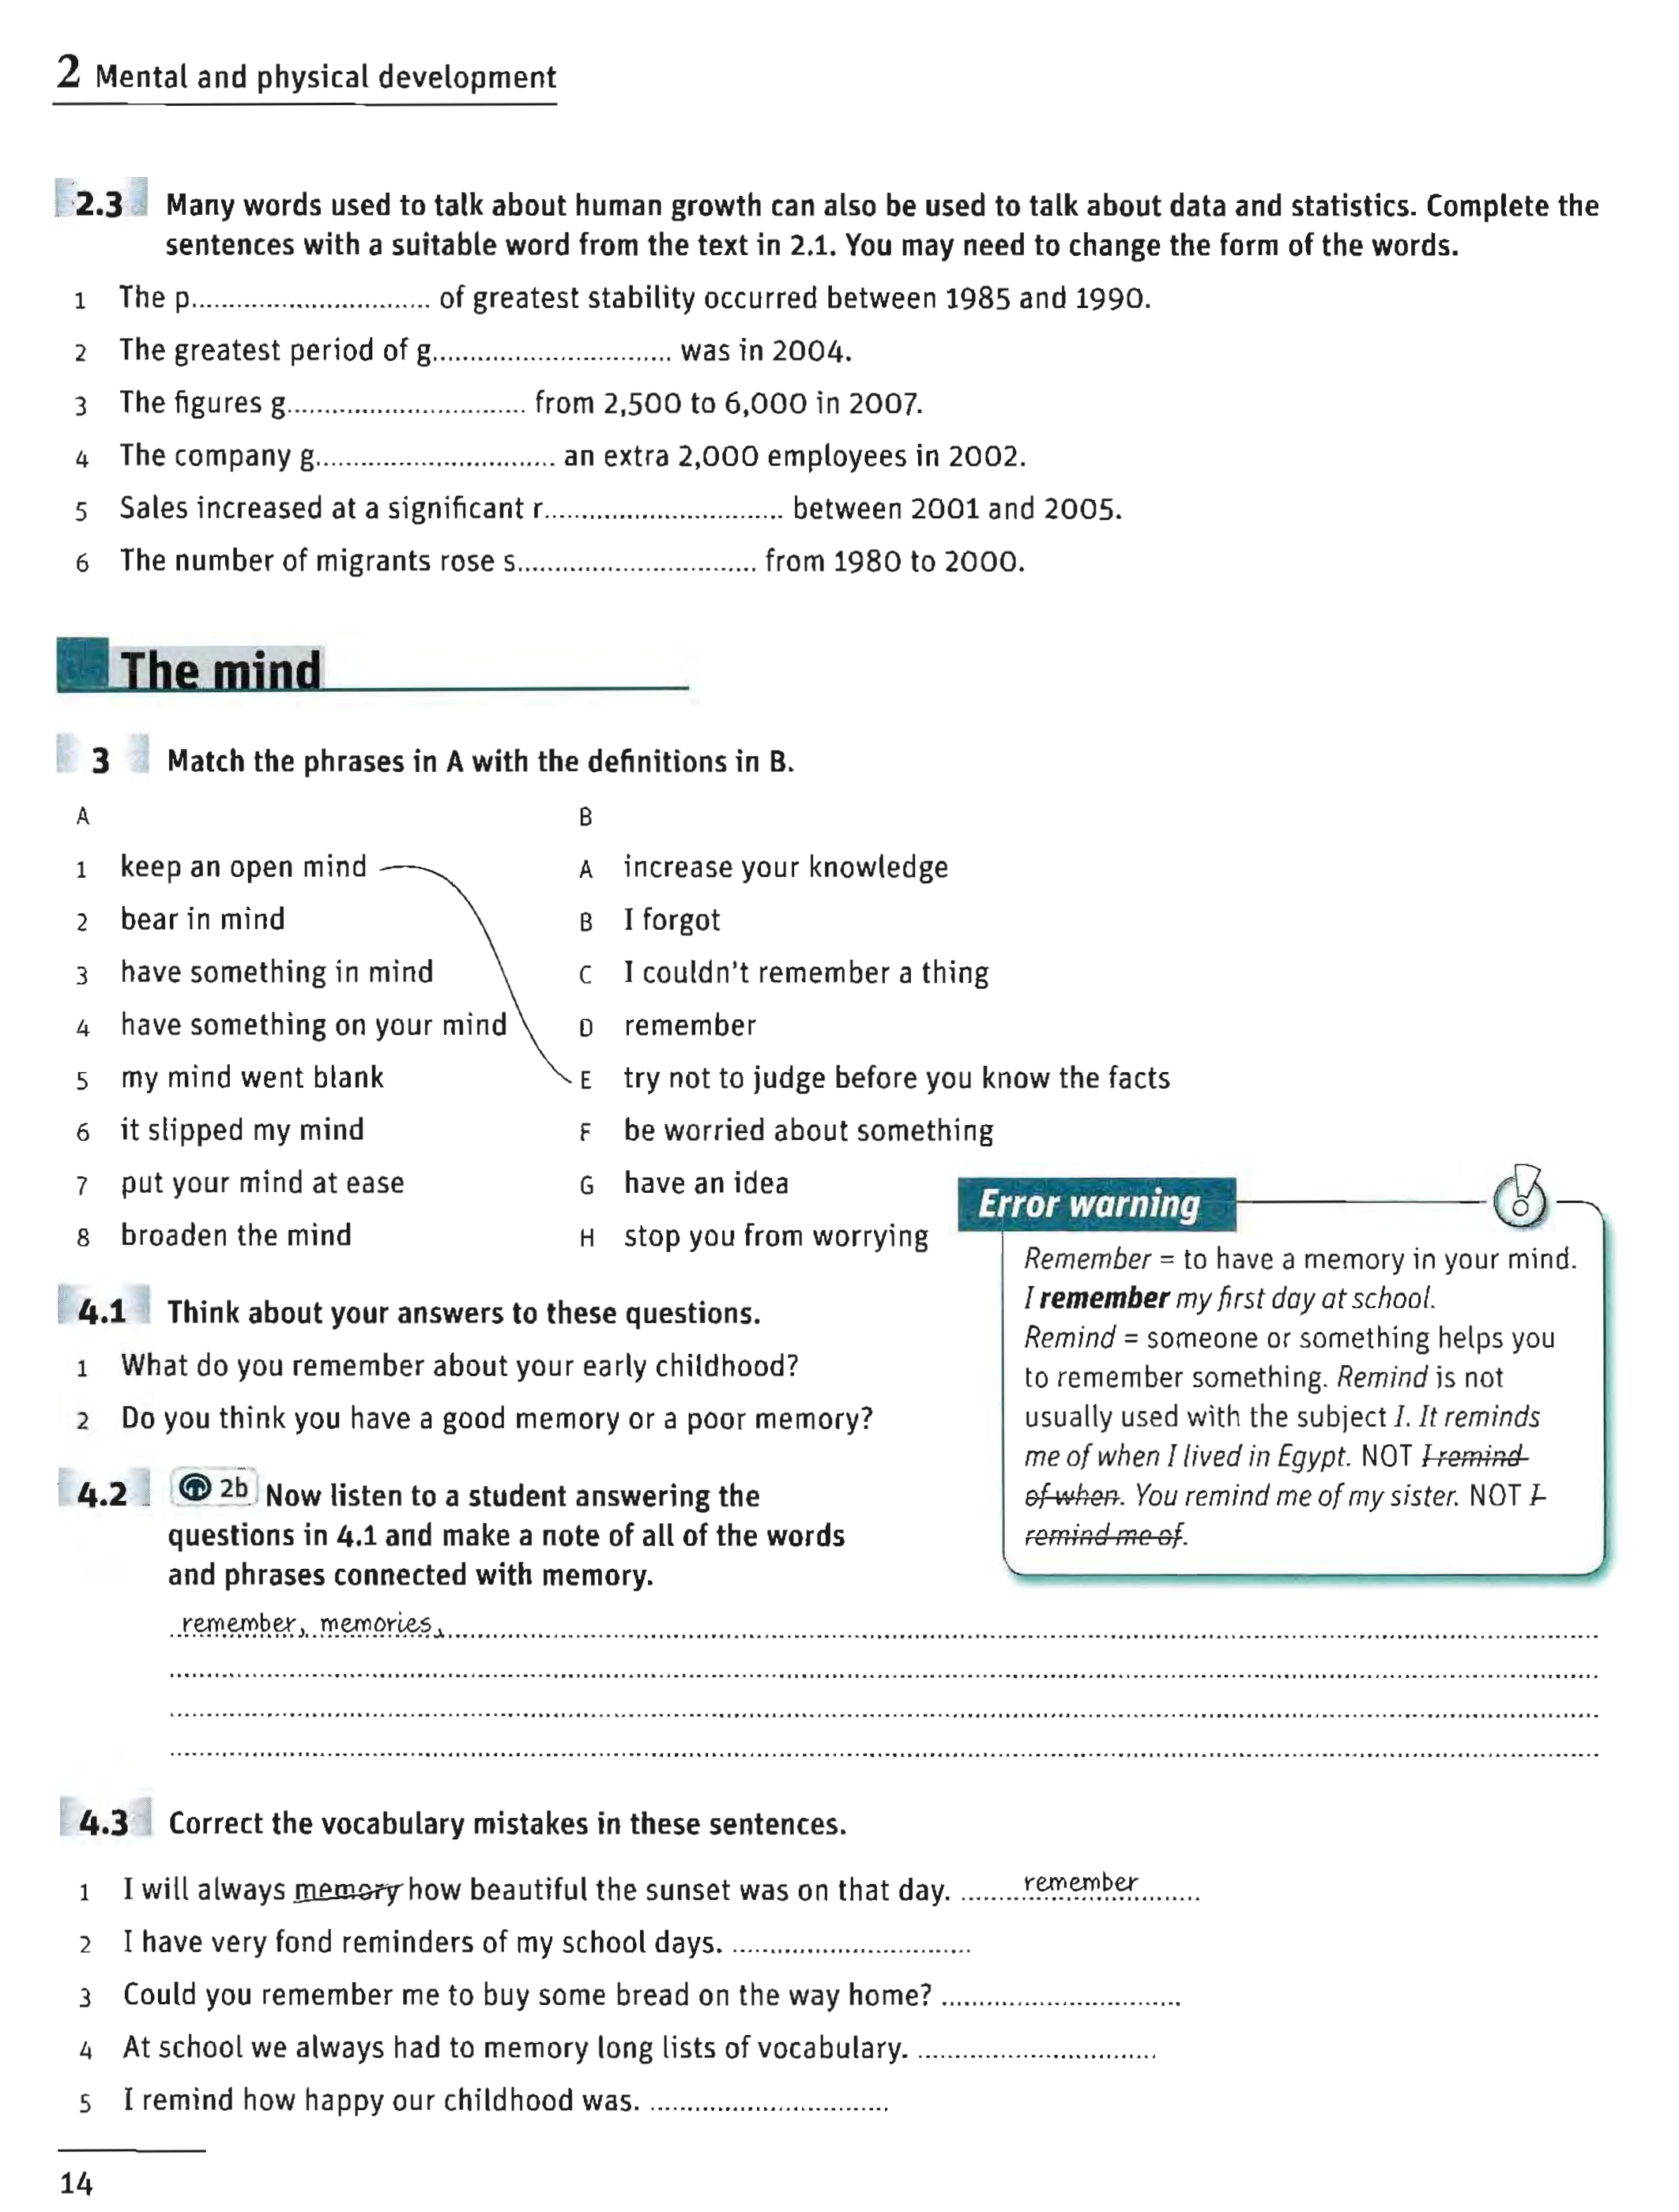 2 Mental and physical development
2.3 Many words used to talk about human growth can also be used to talk about data and statistics. Complete the
sentences with a suitable word from the text in 2.1. You may need to change the form of the words.
1 The p................................ of greatest stability occurred between 1985 and 1990.
2 The greatest period of g................................ was in 2004.
3 The figures g................................ from 2,500 to 6,000 in 2007.
4 The company g................................ an extra 2,000 employees in 2002.
5 Sales increased at a significant r................................ between 2001 and 2005.
6 The number of migrants rose s................................ from 1980 to 2000.
The mind
3 Match the phrases in A with the definitions in B.
A B
1 keep an open mind A increase your knowledge
2 bear in mind B I forgot
3 have something in mind C I couldn't remember a thing
4 have something on your mind D remember
5 my mind went blank E try not to judge before you know the facts
6 it slipped my mind F be worried about something
7 put your mind at ease G have an idea
8 broaden the mind H stop you from worrying
Error warning
Remember = to have a memory in your mind.
I remember my first day at school.
Remind = someone or something helps you
to remember something. Remind is not
usually used with the subject I. It reminds
me of when I lived in Egypt. NOT I remind
of when. You remind me of my sister. NOT I
remind me of.
4.1 Think about your answers to these questions.
1 What do you remember about your early childhood?
2 Do you think you have a good memory or a poor memory?
4.2 2b Now listen to a student answering the
questions in 4.1 and make a note of all of the words
and phrases connected with memory.
remember, memories,
4.3 Correct the vocabulary mistakes in these sentences.
1 I will always memory how beautiful the sunset was on that day. remember
2 I have very fond reminders of my school days. ................................
3 Could you remember me to buy some bread on the way home? ................................
4 At school we always had to memory long lists of vocabulary. ................................
5 I remind how happy our childhood was. ................................
14